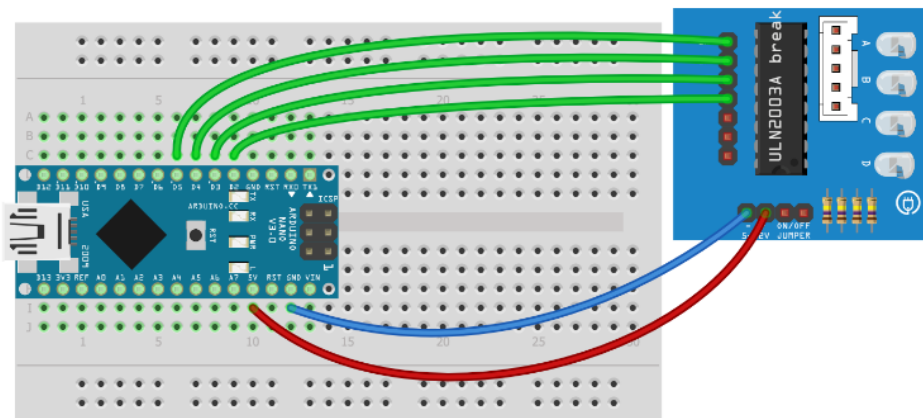 ULN2003A break
A
B
C
D
1 5 10 15 20 25 30
A
B
C
D12 D11 D10 D9 D8 D7 D6 D5 D4 D3 D2 GND RST RX0 TX1
TX
RX
PWR
L
ARDUINO.CC
RST
ARDUINO
NANO
V3.0
ICSP
1
USA
2009
D13 3V3 REF A0 A1 A2 A3 A4 A5 A6 A7 5V RST GND VIN
I
J
1 5 10 15 20 25 30
- ON/OFF
JUMPER